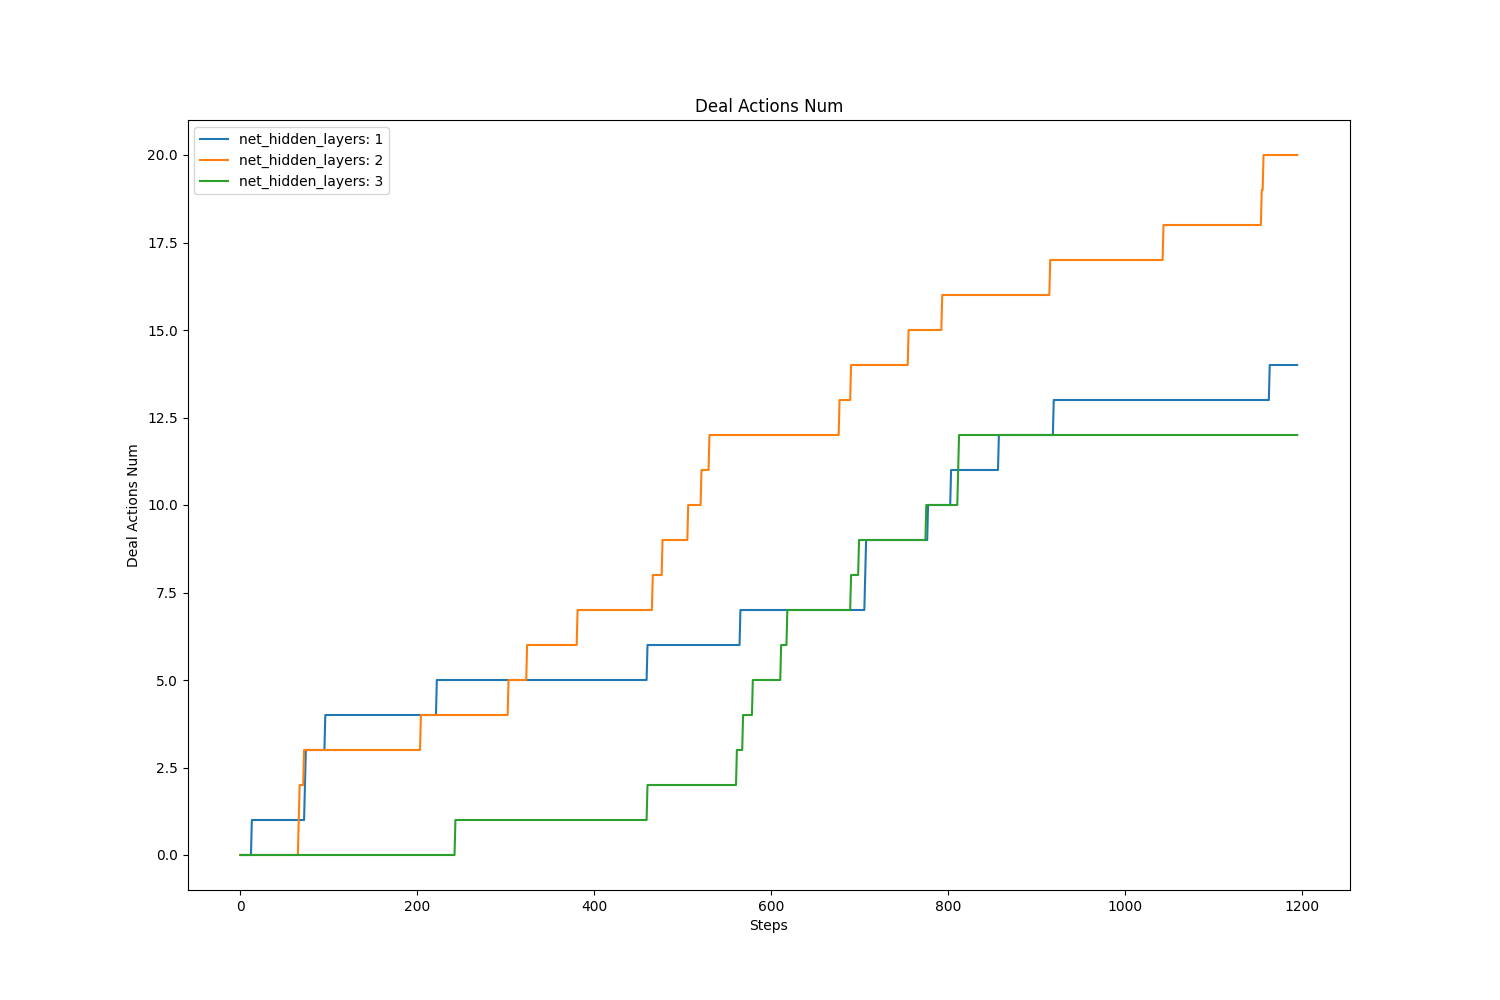 Deal Actions Num
net_hidden_layers: 1
net_hidden_layers: 2
net_hidden_layers: 3
20.0
17.5
15.0
12.5
10.0
7.5
5.0
2.5
0.0
Deal Actions Num
0 200 400 600 800 1000 1200
Steps